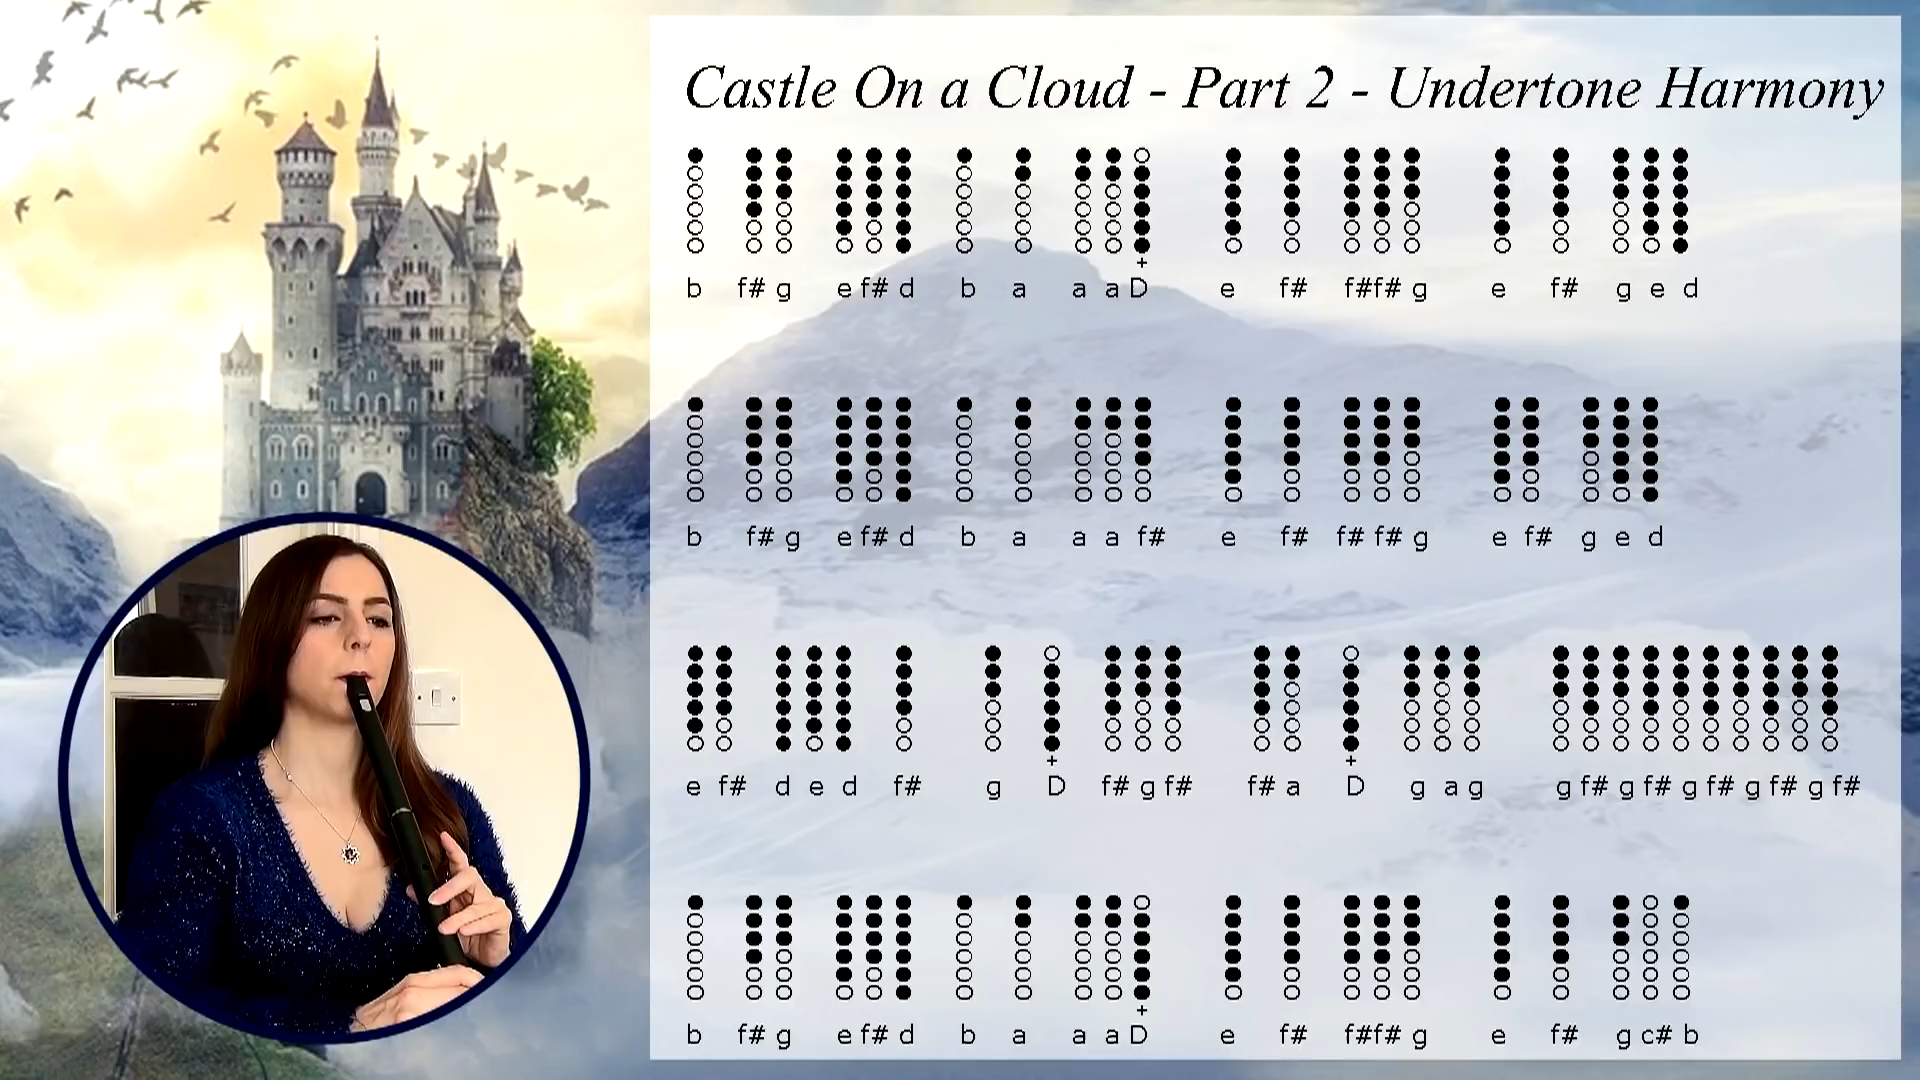 Castle On a Cloud - Part 2 - Undertone Harmony
+
b f# g e f# d b a a a D e f# f# f# g e f# g e d
b f# g e f# d b a a a f# e f# f# f# g e f# g e d
+ +
e f# d e d f# g D f# g f# f# a D g a g g f# g f# g f# g f# g f#
+
b f# g e f# d b a a a D e f# f# f# g e f# g c# b